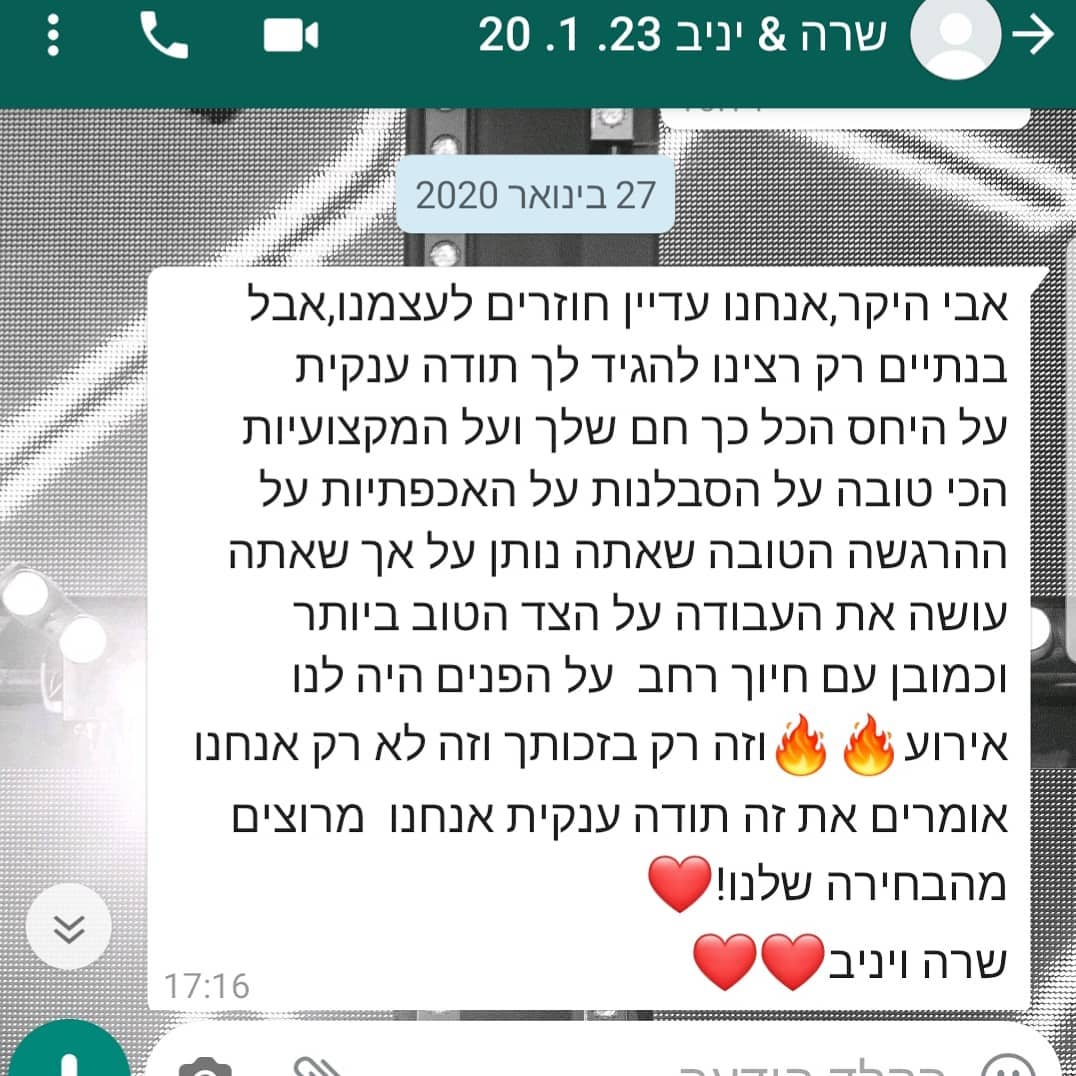 שרה & יניב 23. 1. 20
27 בינואר 2020
אבי היקר,אנחנו עדיין חוזרים לעצמנו,אבל
בנתיים רק רצינו להגיד לך תודה ענקית
על היחס הכל כך חם שלך ועל המקצועיות
הכי טובה על הסבלנות על האכפתיות על
ההרגשה הטובה שאתה נותן על אך שאתה
עושה את העבודה על הצד הטוב ביותר
וכמובן עם חיוך רחב  על הפנים היה לנו
אירוע🔥🔥וזה רק בזכותך וזה לא רק אנחנו
אומרים את זה תודה ענקית אנחנו  מרוצים
מהבחירה שלנו!❤️
שרה ויניב❤️❤️
17:16